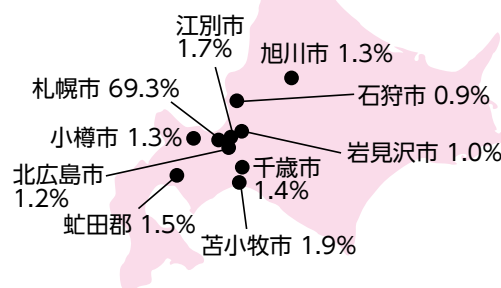 江別市
1.7%
旭川市 1.3%
札幌市 69.3%
石狩市 0.9%
小樽市 1.3%
岩見沢市 1.0%
北広島市
1.2%
千歳市
1.4%
虻田郡 1.5%
苫小牧市 1.9%